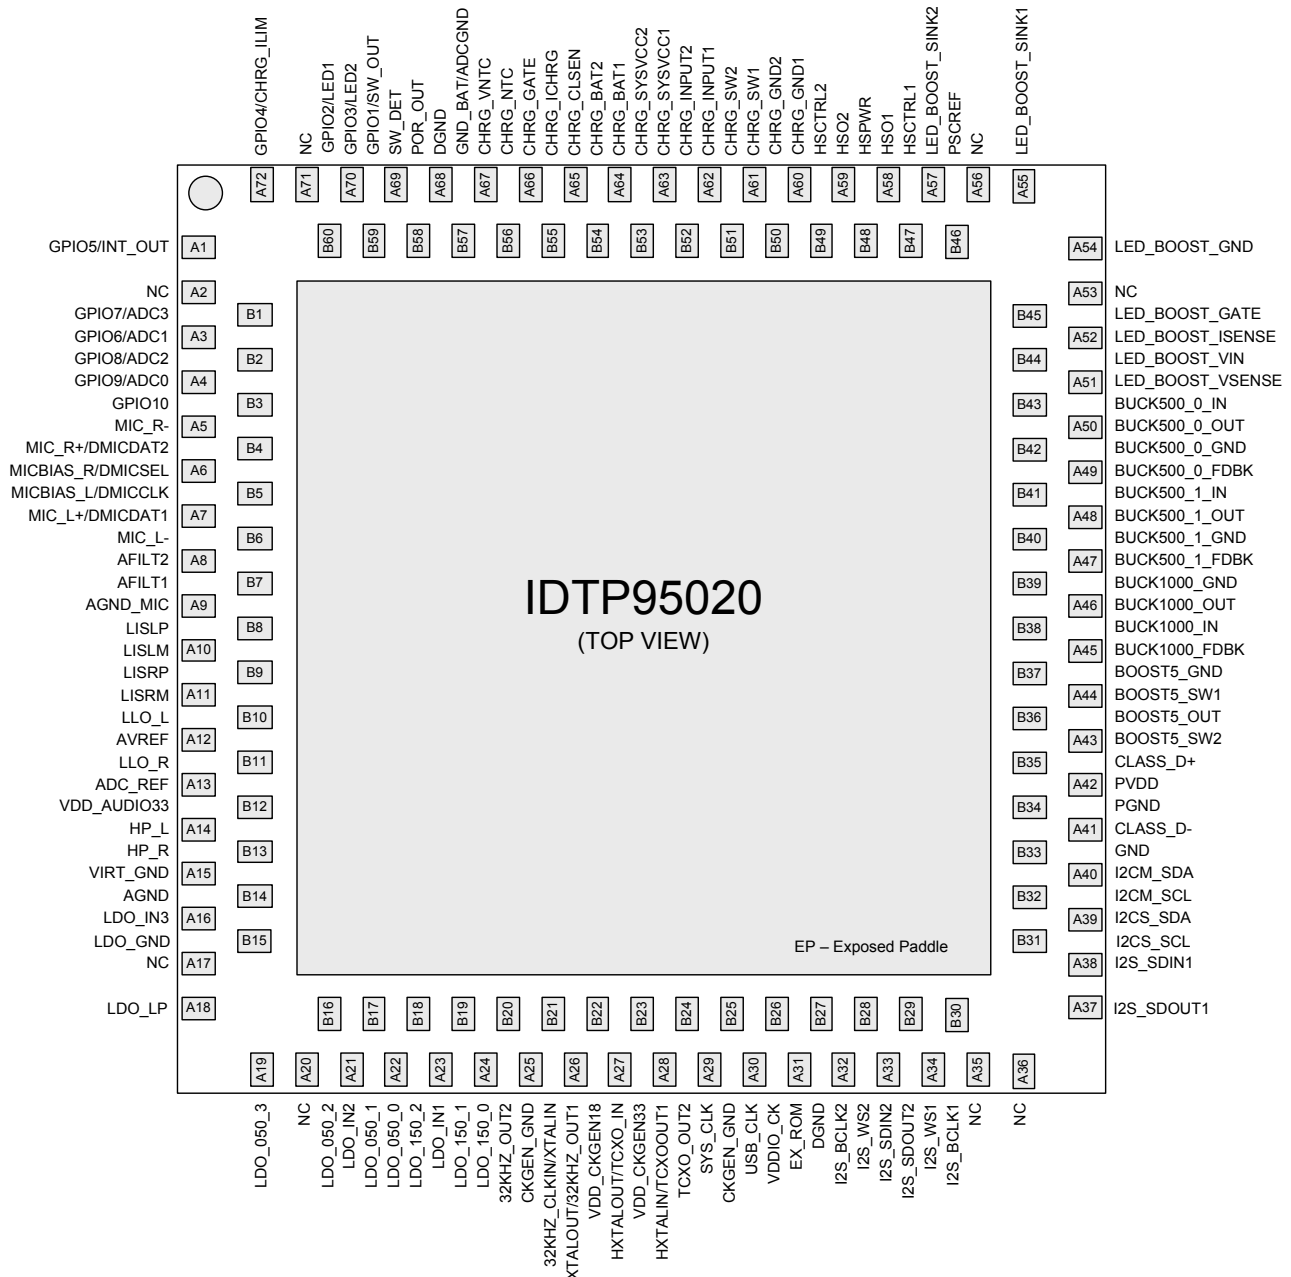 GPIO4/CHRG_ILIM
NC
GPIO2/LED1
GPIO3/LED2
GPIO1/SW_OUT
SW_DET
POR_OUT
DGND
GND_BAT/ADCGND
CHRG_VNTC
CHRG_NTC
CHRG_GATE
CHRG_ICHRG
CHRG_CLSEN
CHRG_BAT2
CHRG_BAT1
CHRG_SYSVCC2
CHRG_SYSVCC1
CHRG_INPUT2
CHRG_INPUT1
CHRG_SW2
CHRG_SW1
CHRG_GND2
CHRG_GND1
HSCTRL2
HSO2
HSPWR
HSO1
HSCTRL1
LED_BOOST_SINK2
PSCREF
NC
LED_BOOST_SINK1
A72 A71 A70 A69 A68 A67 A66 A65 A64 A63 A62 A61 A60 A59 A58 A57 A56 A55
B60 B59 B58 B57 B56 B55 B54 B53 B52 B51 B50 B49 B48 B47 B46
GPIO5/INT_OUT A1
NC A2
GPIO7/ADC3 B1
GPIO6/ADC1 A3
GPIO8/ADC2 B2
GPIO9/ADC0 A4
GPIO10 B3
MIC_R- A5
MIC_R+/DMICDAT2 B4
MICBIAS_R/DMICSEL A6
MICBIAS_L/DMICCLK B5
MIC_L+/DMICDAT1 A7
MIC_L- B6
AFILT2 A8
AFILT1 B7
AGND_MIC A9
LISLP B8
LISLM A10
LISRP B9
LISRM A11
LLO_L B10
AVREF A12
LLO_R B11
ADC_REF A13
VDD_AUDIO33 B12
HP_L A14
HP_R B13
VIRT_GND A15
AGND B14
LDO_IN3 A16
LDO_GND B15
NC A17
LDO_LP A18
IDTP95020
(TOP VIEW)
EP – Exposed Paddle
A54 LED_BOOST_GND
A53 NC
B45 LED_BOOST_GATE
A52 LED_BOOST_ISENSE
B44 LED_BOOST_VIN
A51 LED_BOOST_VSENSE
B43 BUCK500_0_IN
A50 BUCK500_0_OUT
B42 BUCK500_0_GND
A49 BUCK500_0_FDBK
B41 BUCK500_1_IN
A48 BUCK500_1_OUT
B40 BUCK500_1_GND
A47 BUCK500_1_FDBK
B39 BUCK1000_GND
A46 BUCK1000_OUT
B38 BUCK1000_IN
A45 BUCK1000_FDBK
B37 BOOST5_GND
A44 BOOST5_SW1
B36 BOOST5_OUT
A43 BOOST5_SW2
B35 CLASS_D+
A42 PVDD
B34 PGND
A41 CLASS_D-
B33 GND
A40 I2CM_SDA
B32 I2CM_SCL
A39 I2CS_SDA
B31 I2CS_SCL
A38 I2S_SDIN1
A37 I2S_SDOUT1
B16 B17 B18 B19 B20 B21 B22 B23 B24 B25 B26 B27 B28 B29 B30
A19 A20 A21 A22 A23 A24 A25 A26 A27 A28 A29 A30 A31 A32 A33 A34 A35 A36
LDO_050_3
NC
LDO_050_2
LDO_IN2
LDO_050_1
LDO_050_0
LDO_150_2
LDO_IN1
LDO_150_1
LDO_150_0
32KHZ_OUT2
CKGEN_GND
32KHZ_CLKIN/XTALIN
XTALOUT/32KHZ_OUT1
VDD_CKGEN18
HXTALOUT/TCXO_IN
VDD_CKGEN33
HXTALIN/TCXOOUT1
TCXO_OUT2
SYS_CLK
CKGEN_GND
USB_CLK
VDDIO_CK
EX_ROM
DGND
I2S_BCLK2
I2S_WS2
I2S_SDIN2
I2S_SDOUT2
I2S_WS1
I2S_BCLK1
NC
NC